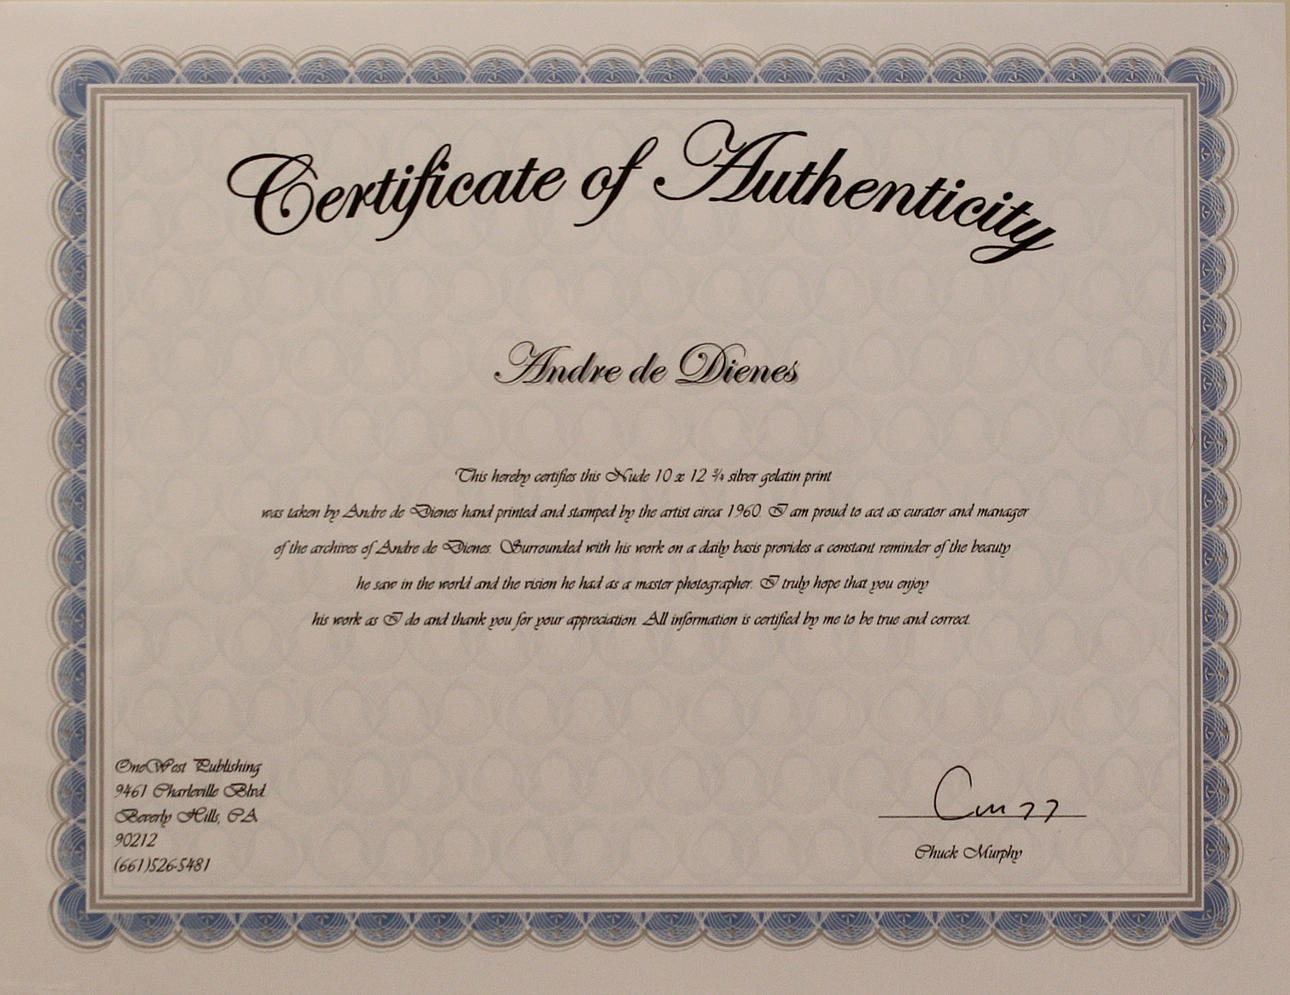 Certificate of Authenticity
Andre de Dienes
This hereby certifies this Nude 10 x 12 ¾ silver gelatin print
was taken by Andre de Dienes hand printed and stamped by the artist circa 1960. I am proud to act as curator and manager
of the archives of Andre de Dienes. Surrounded with his work on a daily basis provides a constant reminder of the beauty
he saw in the world and the vision he had as a master photographer. I truly hope that you enjoy
his work as I do and thank you for your appreciation. All information is certified by me to be true and correct.
OneWest Publishing
9461 Charleville Blvd.
Beverly Hills, CA
90212
(661)526-5481
Chuck Murphy